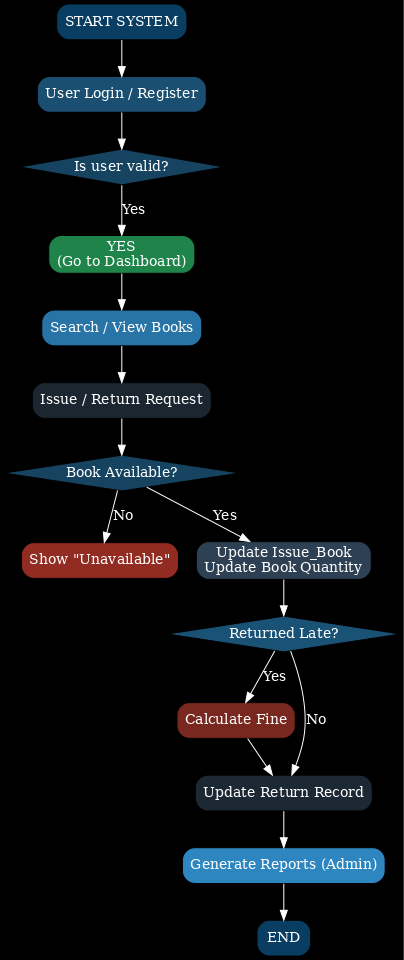 START SYSTEM
User Login / Register
Is user valid?
Yes
YES
(Go to Dashboard)
Search / View Books
Issue / Return Request
Book Available?
No
Yes
Show "Unavailable"
Update Issue_Book
Update Book Quantity
Returned Late?
Yes
Calculate Fine
No
Update Return Record
Generate Reports (Admin)
END